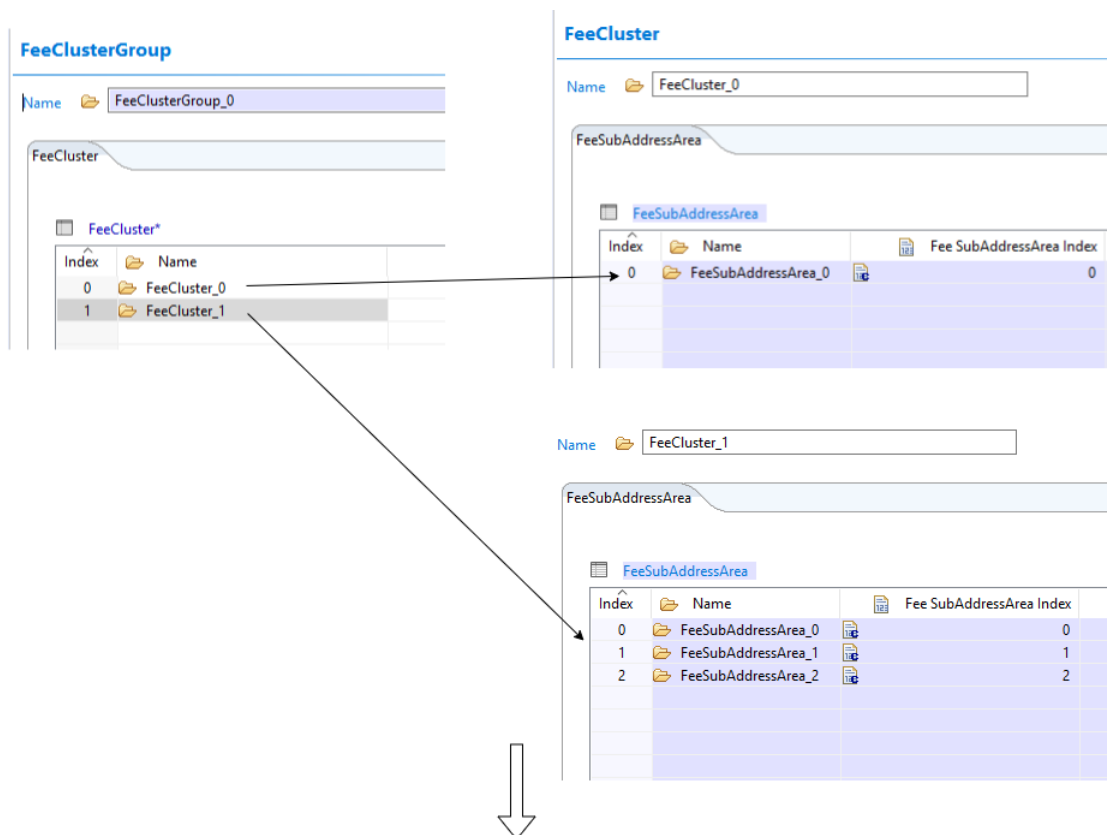 FeeClusterGroup
Name FeeClusterGroup_0
FeeCluster
FeeCluster*
Index Name
0 FeeCluster_0
1 FeeCluster_1
FeeCluster
Name FeeCluster_0
FeeSubAddressArea
FeeSubAddressArea
Index Name Fee SubAddressArea Index
0 FeeSubAddressArea_0 0
Name FeeCluster_1
FeeSubAddressArea
FeeSubAddressArea
Index Name Fee SubAddressArea Index
0 FeeSubAddressArea_0 0
1 FeeSubAddressArea_1 1
2 FeeSubAddressArea_2 2